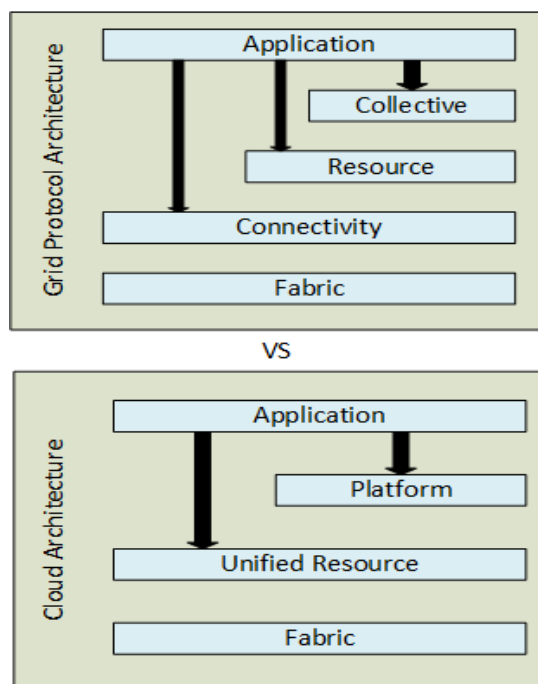 Grid Protocol Architecture
Application
Collective
Resource
Connectivity
Fabric
VS
Cloud Architecture
Application
Platform
Unified Resource
Fabric